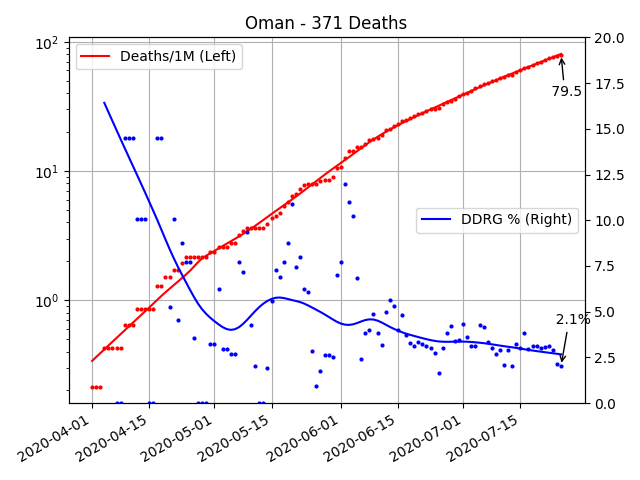 Oman - 371 Deaths
10² 20.0
Deaths/1M (Left)
17.5
79.5
15.0
10¹ 12.5
DDRG % (Right) 10.0
7.5
10⁰ 5.0
2.1%
2.5
0.0
2020-04-01 2020-04-15 2020-05-01 2020-05-15 2020-06-01 2020-06-15 2020-07-01 2020-07-15